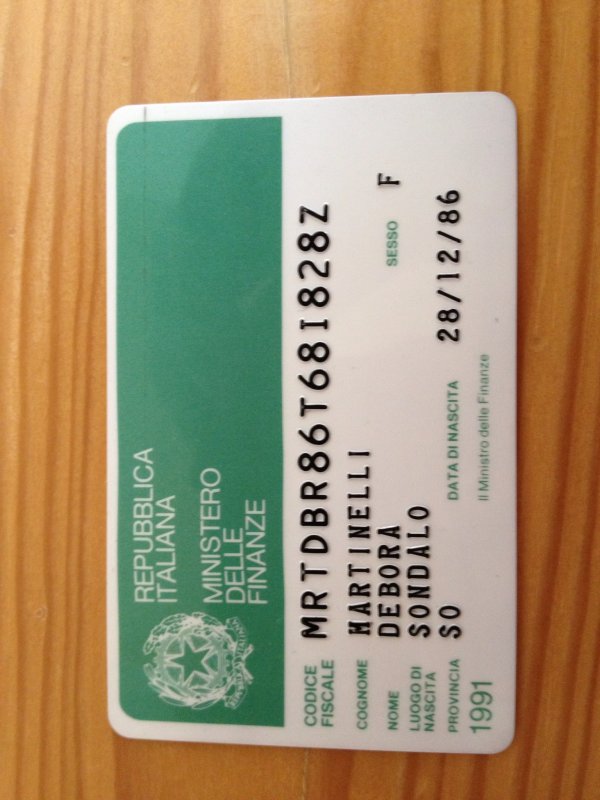 REPUBBLICA
ITALIANA
MINISTERO
DELLE
FINANZE
CODICE
FISCALE MRTDBR86T68I828Z
COGNOME MARTINELLI
NOME DEBORA SESSO F
LUOGO DI
NASCITA SONDALO
PROVINCIA SO DATA DI NASCITA 28/12/86
1991 Il Ministro delle Finanze